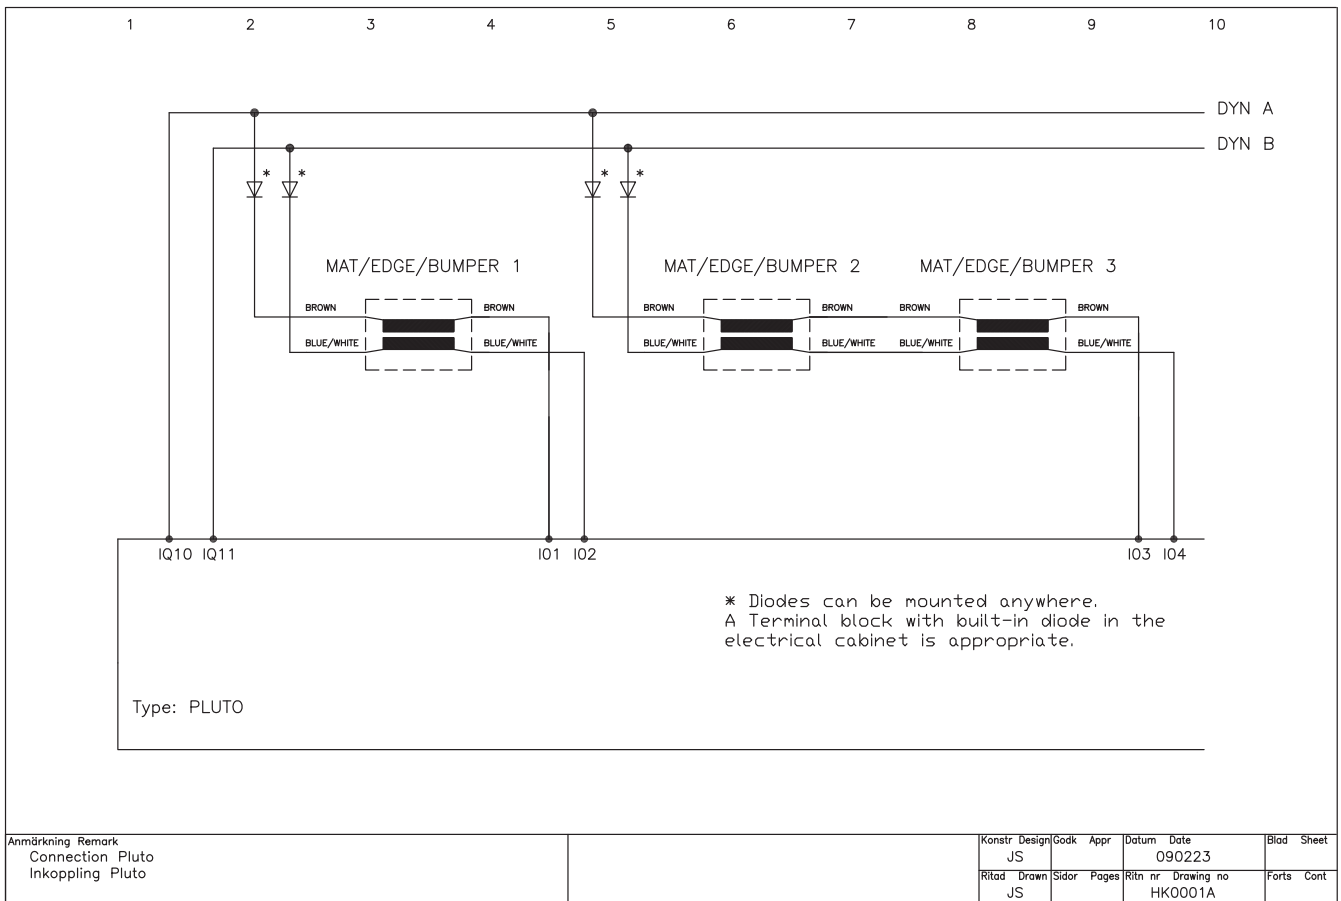 1 2 3 4 5 6 7 8 9 10
DYN A
DYN B
* * * *
MAT/EDGE/BUMPER 1 MAT/EDGE/BUMPER 2 MAT/EDGE/BUMPER 3
BROWN BROWN BROWN BROWN BROWN BROWN
BLUE/WHITE BLUE/WHITE BLUE/WHITE BLUE/WHITE BLUE/WHITE BLUE/WHITE
IQ10 IQ11 I01 I02 I03 I04
* Diodes can be mounted anywhere.
A Terminal block with built-in diode in the
electrical cabinet is appropriate.
Type: PLUTO
Anmärkning Remark
Connection Pluto
Inkoppling Pluto
Konstr Design Godk Appr Datum Date Blad Sheet
JS 090223
Ritad Drawn Sidor Pages Ritn nr Drawing no Forts Cont
JS HK0001A